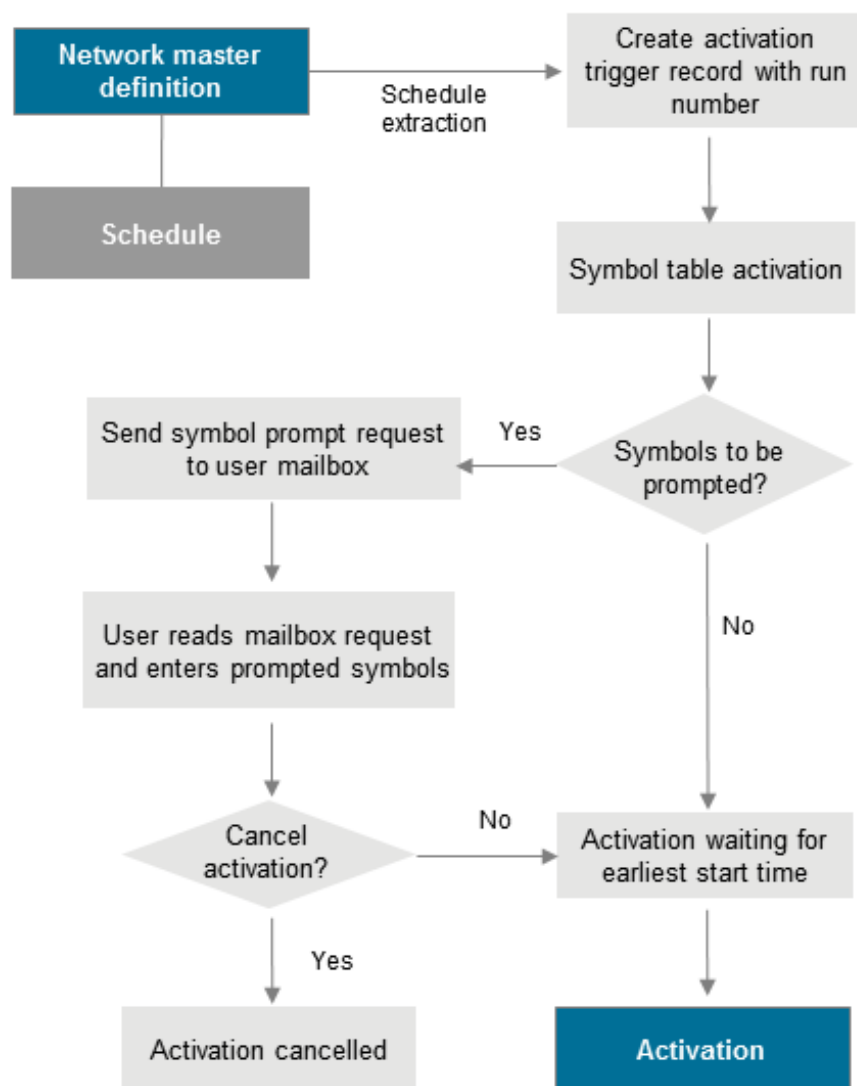 Network master
definition
Schedule
extraction
Create activation
trigger record with run
number
Schedule
Symbol table activation
Symbols to be
prompted?
Yes
Send symbol prompt request
to user mailbox
No
User reads mailbox request
and enters prompted symbols
Cancel
activation?
No
Activation waiting for
earliest start time
Yes
Activation cancelled
Activation